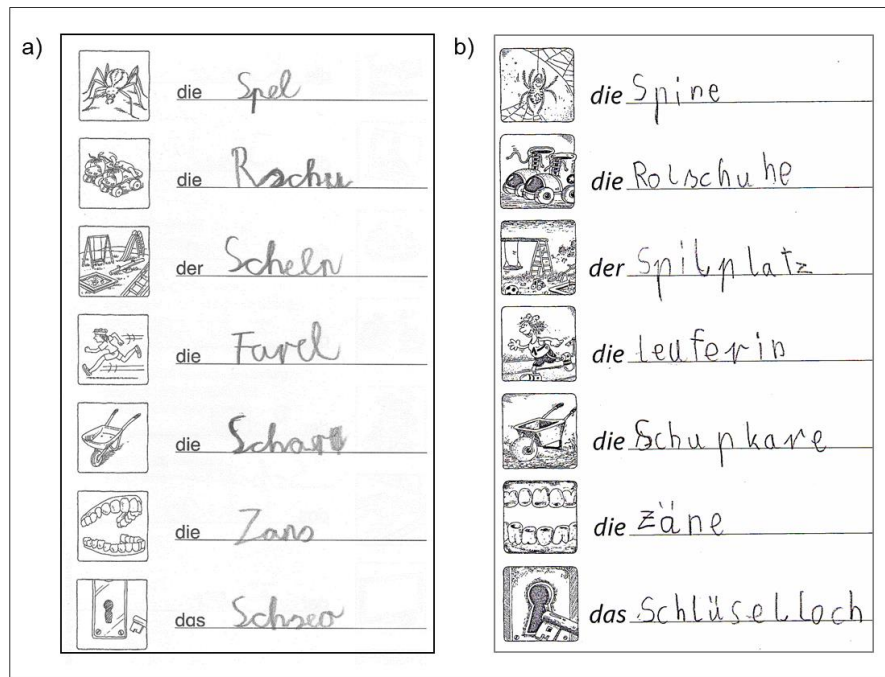 a)
die Spel
die Rschu
der Scheln
die Farel
die Schart
die Zans
das Schseo
b)
die Spine
die Rolschuhe
der Spilplatz
die leuferin
die Schupkare
die Zäne
das Schlüselloch